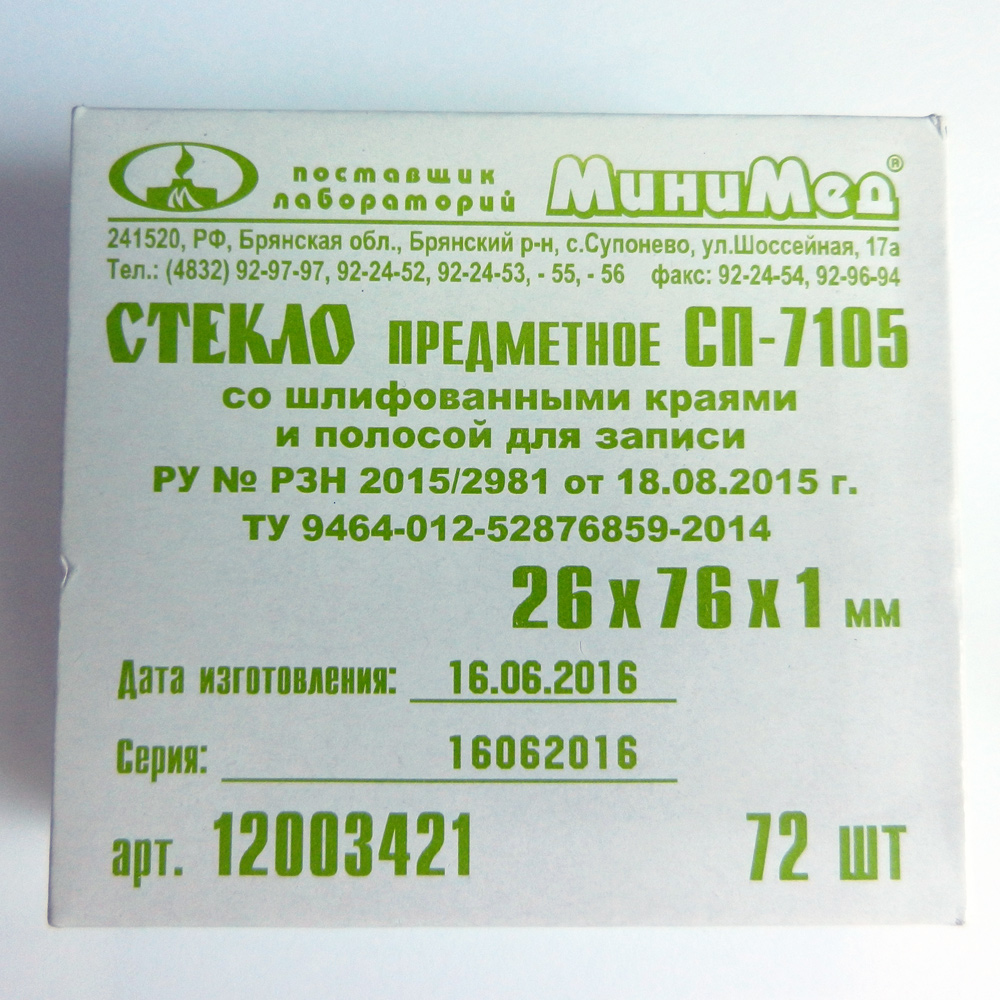 поставщик
лабораторий
МиниМед®
241520, РФ, Брянская обл., Брянский р-н, с.Супонево, ул.Шоссейная, 17а
Тел.: (4832) 92-97-97, 92-24-52, 92-24-53, - 55, - 56 факс: 92-24-54, 92-96-94
СТЕКЛО ПРЕДМЕТНОЕ СП-7105
со шлифованными краями
и полосой для записи
РУ № РЗН 2015/2981 от 18.08.2015 г.
ТУ 9464-012-52876859-2014
26 х 76 х 1 мм
Дата изготовления: 16.06.2016
Серия: 16062016
арт. 12003421 72 шт